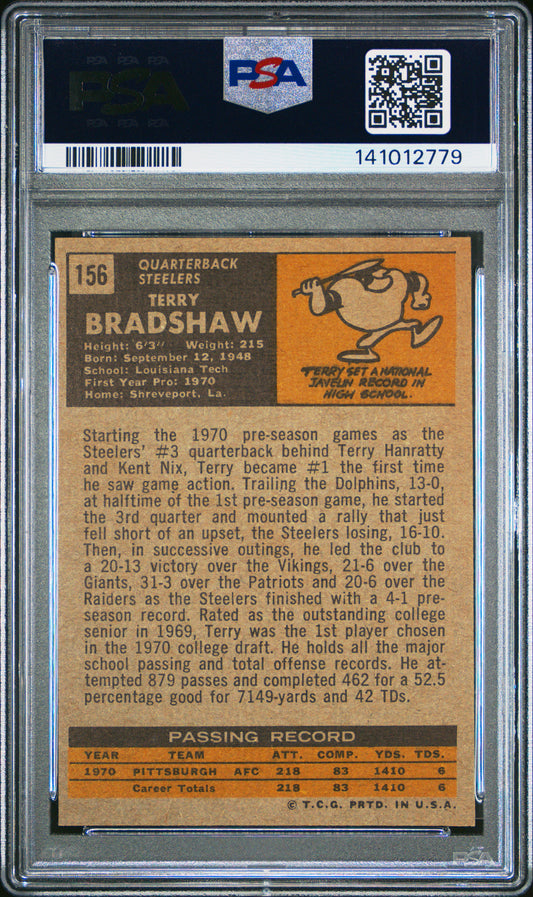 PSA PSA PSA
PSA
PSA PSA PSA
PSA
141012779
156
QUARTERBACK
STEELERS
TERRY
BRADSHAW
Height: 6'3" Weight: 215
Born: September 12, 1948
School: Louisiana Tech
First Year Pro: 1970
Home: Shreveport, La.
TERRY SET A NATIONAL
JAVELIN RECORD IN
HIGH SCHOOL.
Starting the 1970 pre-season games as the
Steelers' #3 quarterback behind Terry Hanratty
and Kent Nix, Terry became #1 the first time
he saw game action. Trailing the Dolphins, 13-0,
at halftime of the 1st pre-season game, he started
the 3rd quarter and mounted a rally that just
fell short of an upset, the Steelers losing, 16-10.
Then, in successive outings, he led the club to
a 20-13 victory over the Vikings, 21-6 over the
Giants, 31-3 over the Patriots and 20-6 over the
Raiders as the Steelers finished with a 4-1 pre-
season record. Rated as the outstanding college
senior in 1969, Terry was the 1st player chosen
in the 1970 college draft. He holds all the major
school passing and total offense records. He at-
tempted 879 passes and completed 462 for a 52.5
percentage good for 7149-yards and 42 TDs.
PASSING RECORD
YEAR TEAM ATT. COMP. YDS. TDS.
1970 PITTSBURGH AFC 218 83 1410 6
Career Totals 218 83 1410 6
© T.C.G. PRTD. IN U.S.A.
PSA